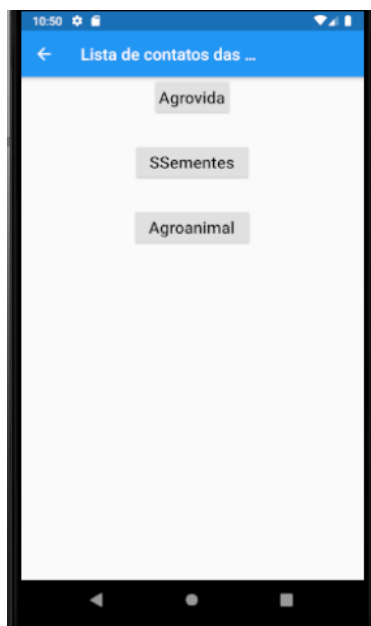 10:50
Lista de contatos das ...
Agrovida
SSementes
Agroanimal